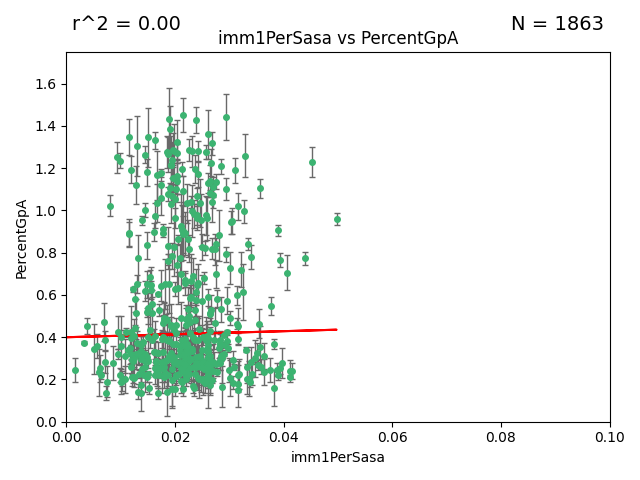 r^2 = 0.00
N = 1863
imm1PerSasa vs PercentGpA
PercentGpA
1.6
1.4
1.2
1.0
0.8
0.6
0.4
0.2
0.0
0.00 0.02 0.04 0.06 0.08 0.10
imm1PerSasa